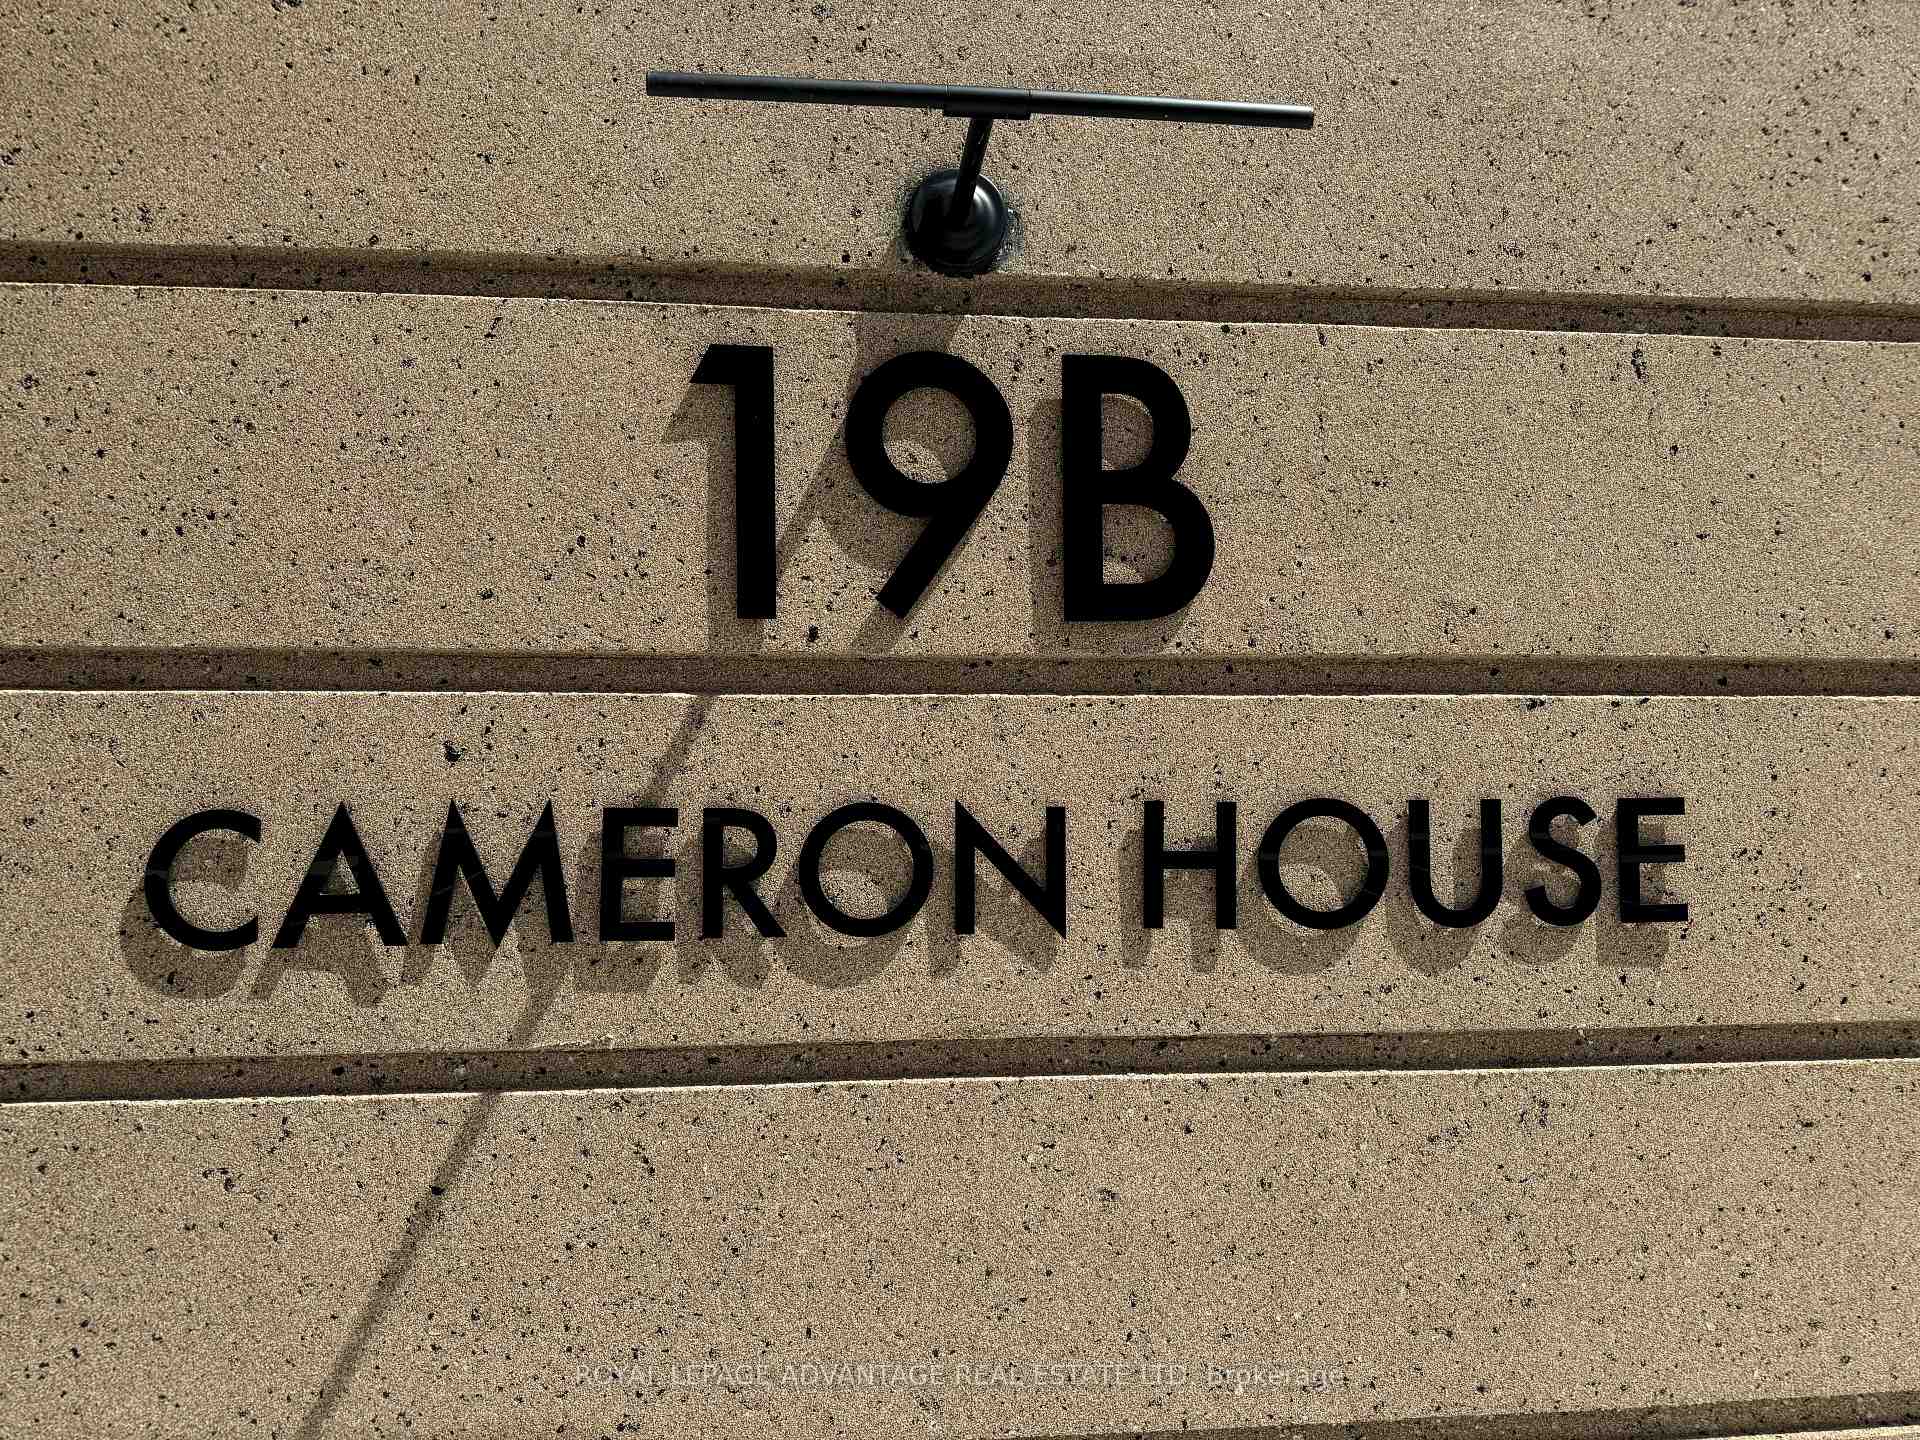 19B
CAMERON HOUSE
ROYAL LEPAGE ADVANTAGE REAL ESTATE LTD. Brokerage